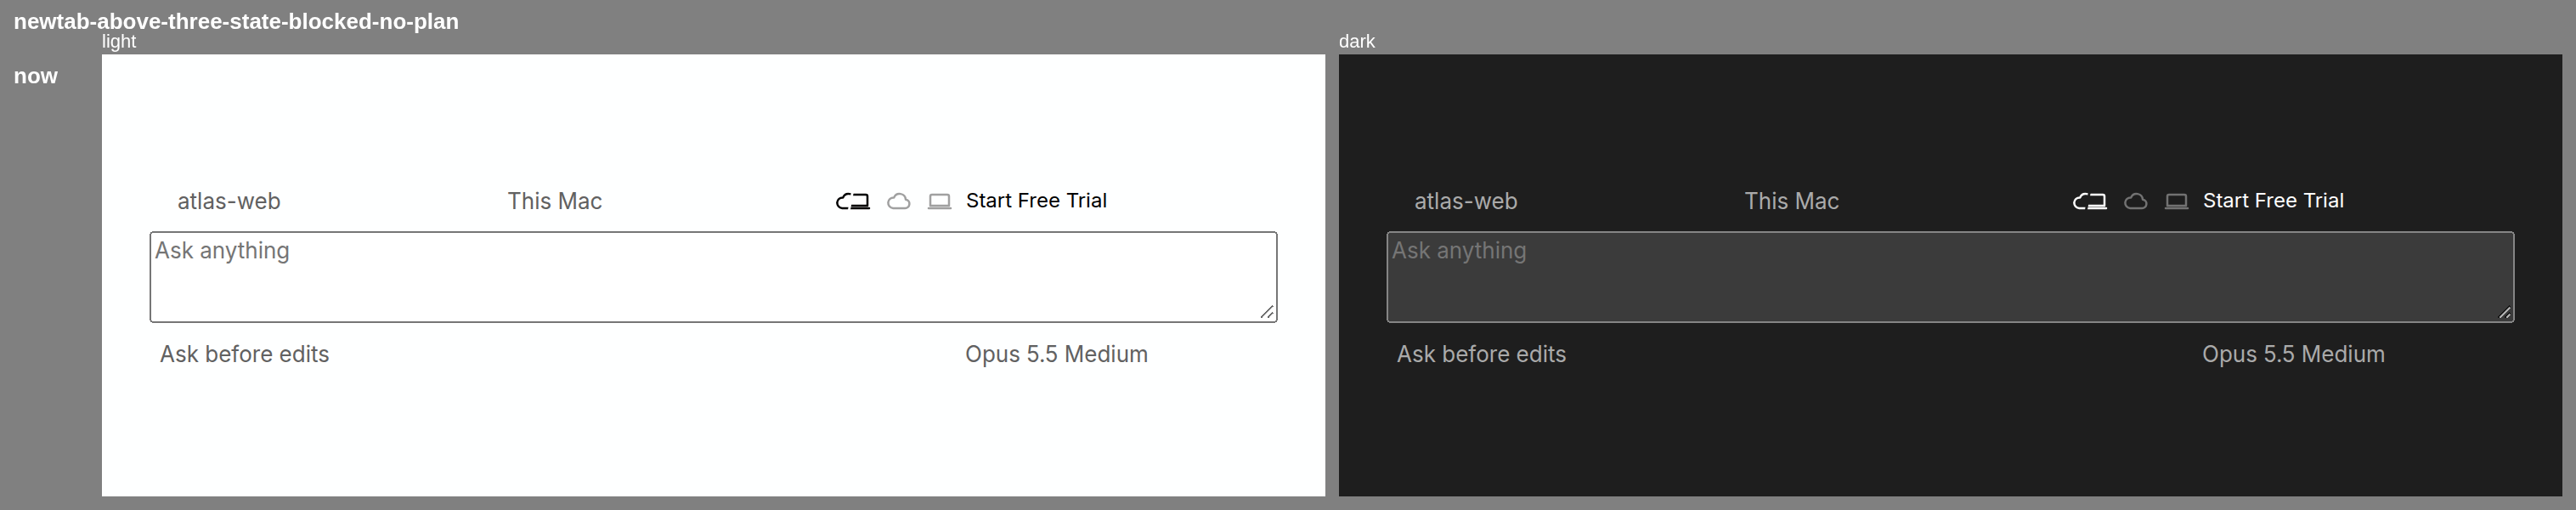 newtab-above-three-state-blocked-no-plan
light
dark
now
atlas-web This Mac Start Free Trial
Ask anything
Ask before edits Opus 5.5 Medium
atlas-web This Mac Start Free Trial
Ask anything
Ask before edits Opus 5.5 Medium